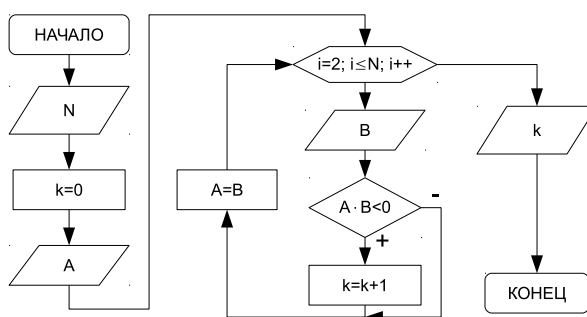 НАЧАЛО
N
k=0
A
i=2; i≤N; i++
B
A · B<0
-
+
k=k+1
A=B
k
КОНЕЦ